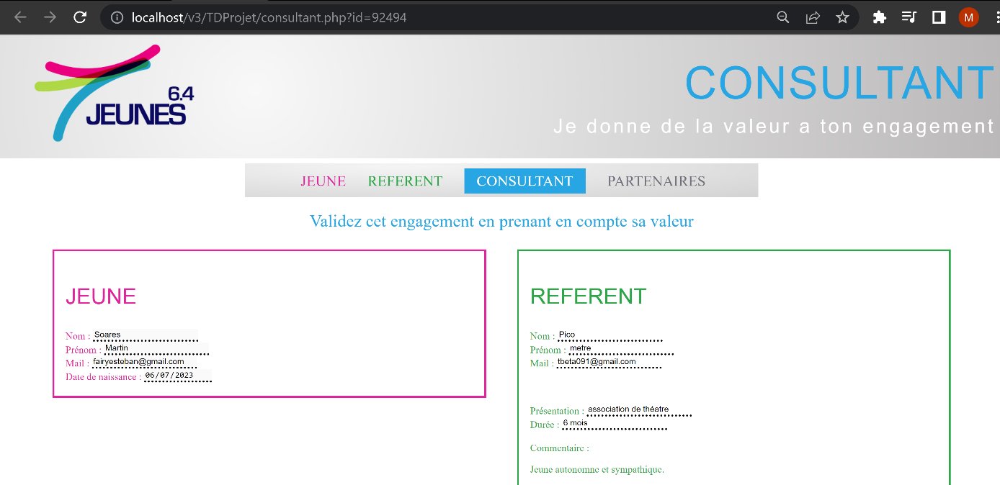 localhost/v3/TDProjet/consultant.php?id=92494
M
6.4
JEUNES
CONSULTANT
Je donne de la valeur a ton engagement
JEUNE REFERENT CONSULTANT PARTENAIRES
Validez cet engagement en prenant en compte sa valeur
JEUNE
Nom : Soares
Prénom : Martin
Mail : fairyesteban@gmail.com
Date de naissance : 06/07/2023
REFERENT
Nom : Pico
Prénom : metre
Mail : tbeta091@gmail.com
Présentation : association de théatre
Durée : 6 mois
Commentaire :
Jeune autonomne et sympathique.